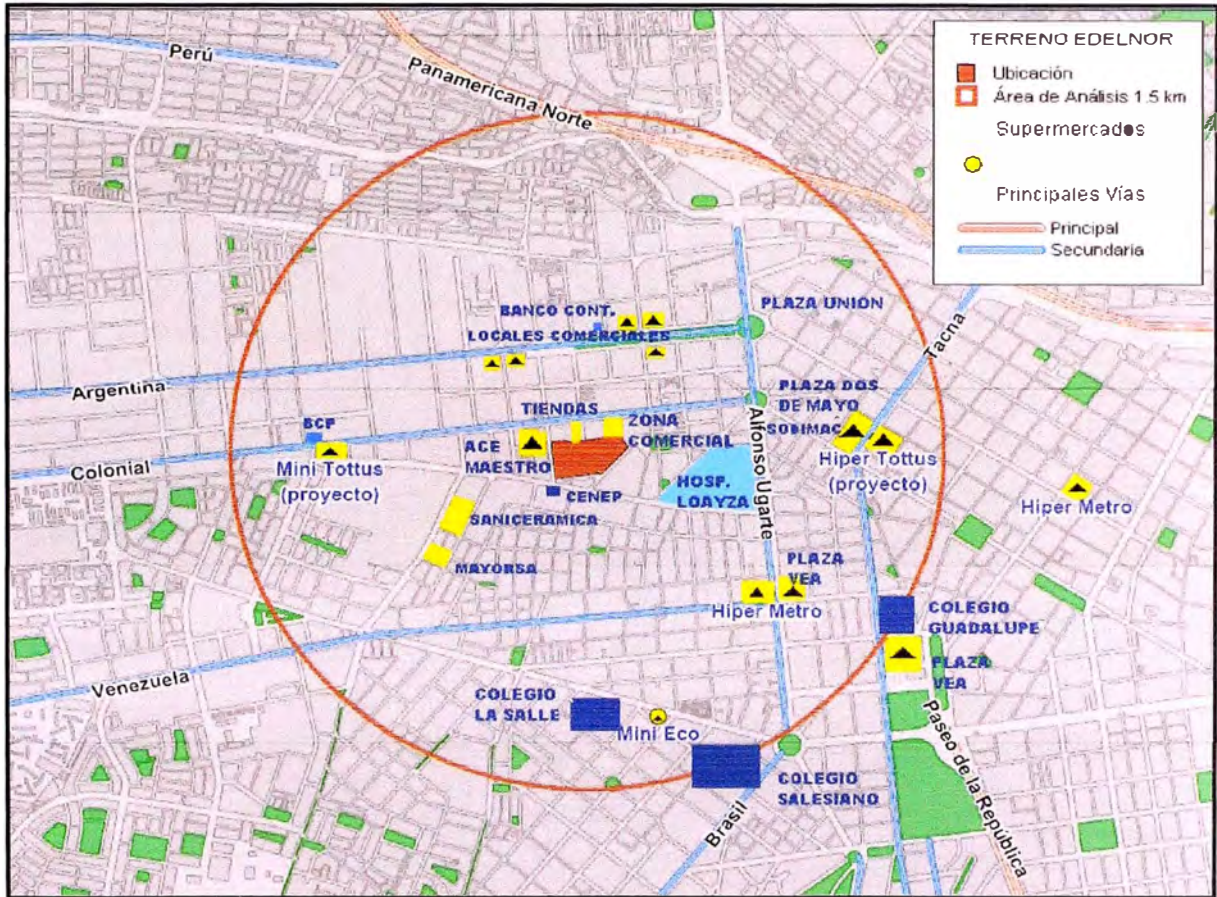 TERRENO EDELNOR
Ubicación
Área de Análisis 1.5 km
Supermercados
Principales Vías
Principal
Secundaria
Perú
Panamericana Norte
BANCO CONT.
PLAZA UNION
LOCALES COMERCIALES
Tacna
Argentina
PLAZA DOS
DE MAYO
TIENDAS
ZONA
COMERCIAL
SODIMAC
BCP
ACE
MAESTRO
Alfonso Ugarte
Colonial
Mini Tottus
(proyecto)
Hiper Tottus
(proyecto)
HOSP.
LOAYZA
CENEP
Hiper Metro
SANICERAMICA
MAYORSA
PLAZA
VEA
Hiper Metro
COLEGIO
GUADALUPE
PLAZA
VEA
Venezuela
COLEGIO
LA SALLE
Mini Eco
COLEGIO
SALESIANO
Brasil
Paseo de la República